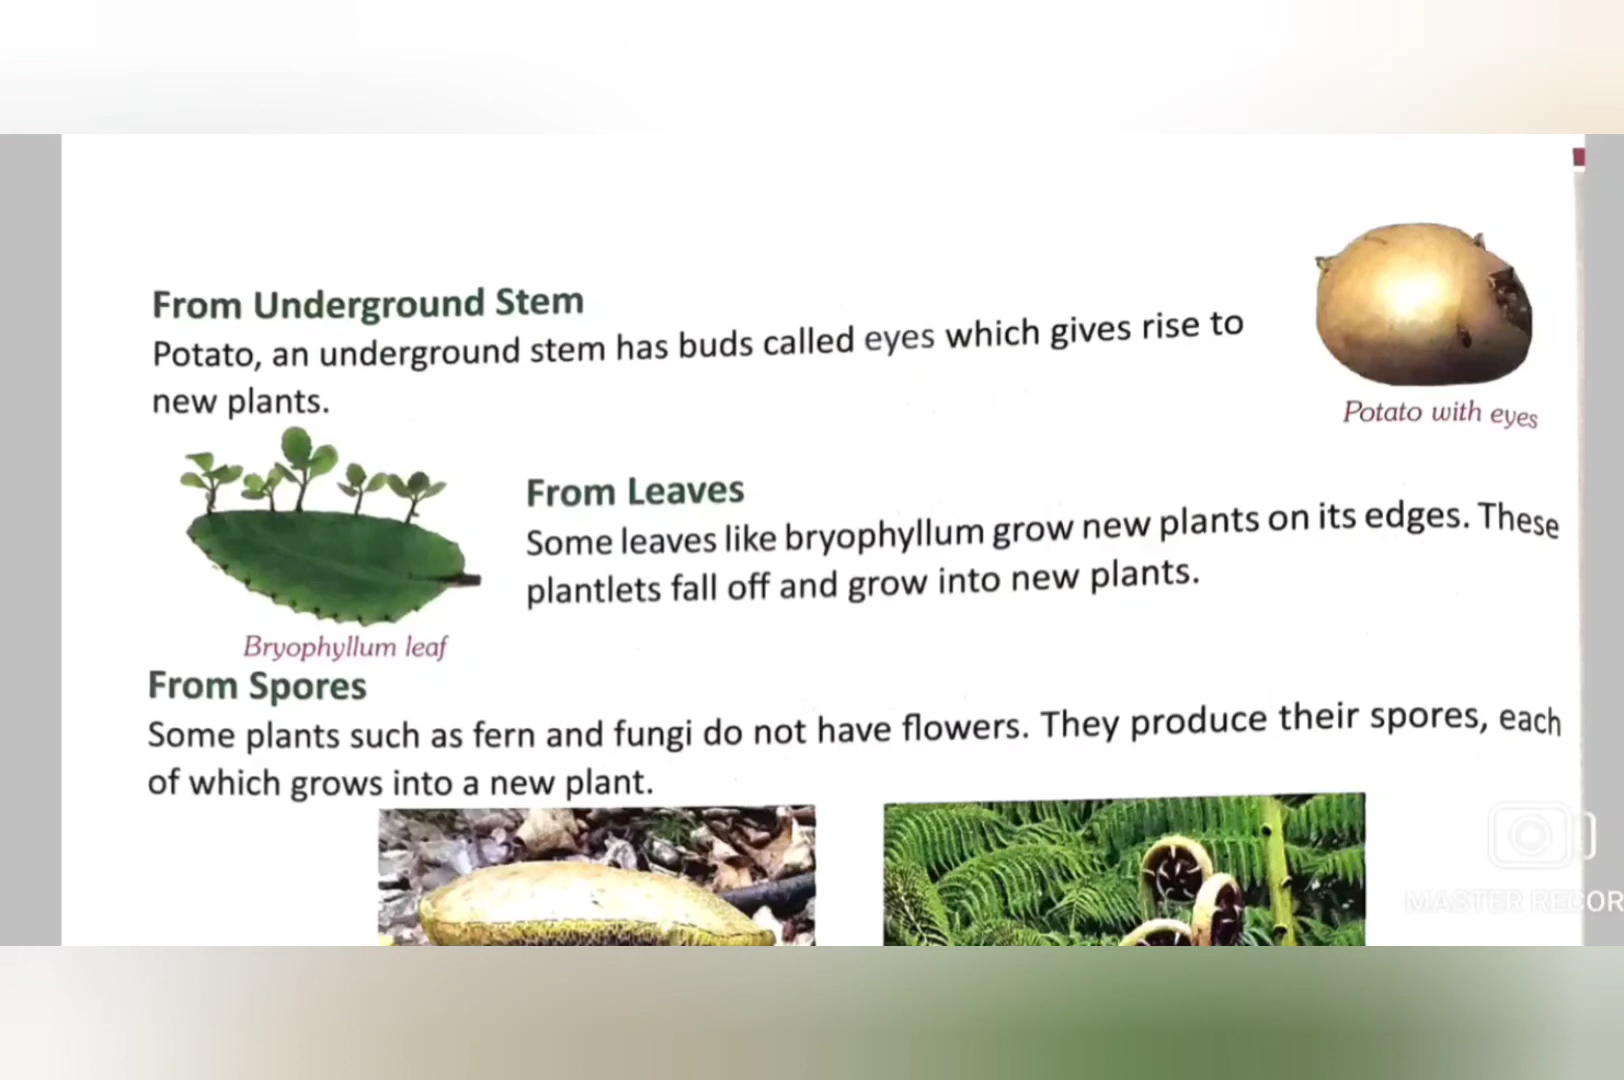 From Underground Stem
Potato, an underground stem has buds called eyes which gives rise to
new plants.
Potato with eyes
From Leaves
Some leaves like bryophyllum grow new plants on its edges. These
plantlets fall off and grow into new plants.
Bryophyllum leaf
From Spores
Some plants such as fern and fungi do not have flowers. They produce their spores, each
of which grows into a new plant.
MASTER RECOR